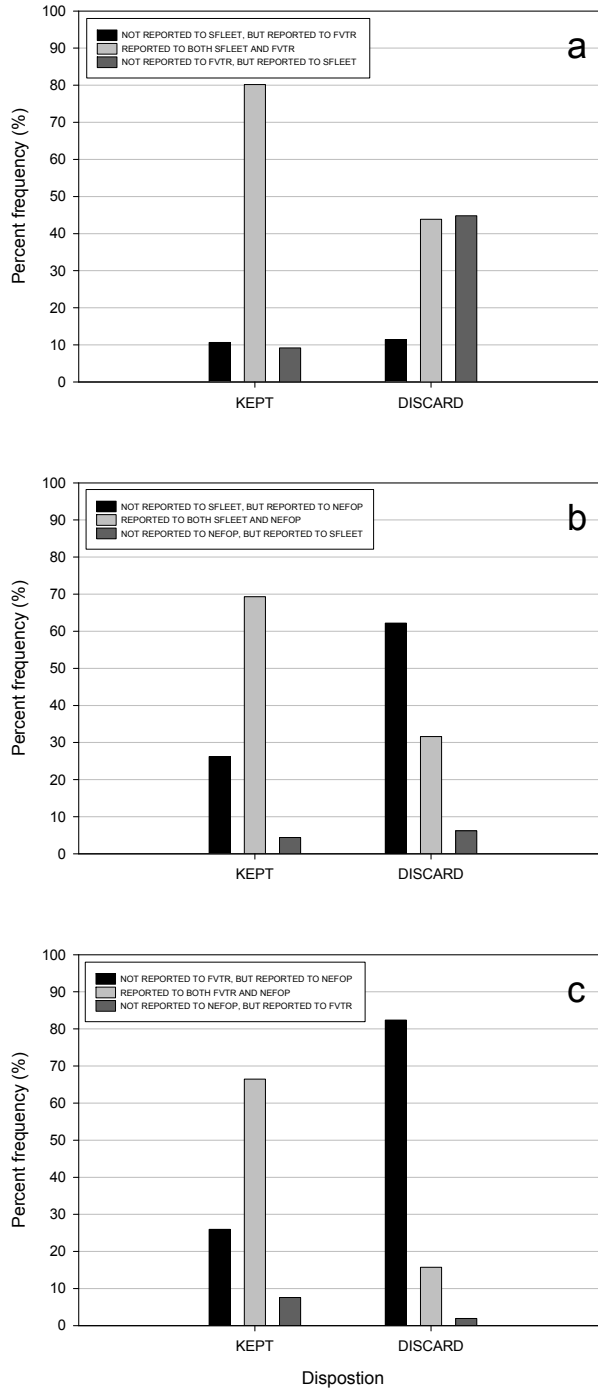 100
90
80
70
60
50
40
30
20
10
0
Percent frequency (%)
NOT REPORTED TO SFLEET, BUT REPORTED TO FVTR
REPORTED TO BOTH SFLEET AND FVTR
NOT REPORTED TO FVTR, BUT REPORTED TO SFLEET
a
KEPT DISCARD
100
90
80
70
60
50
40
30
20
10
0
Percent frequency (%)
NOT REPORTED TO SFLEET, BUT REPORTED TO NEFOP
REPORTED TO BOTH SFLEET AND NEFOP
NOT REPORTED TO NEFOP, BUT REPORTED TO SFLEET
b
KEPT DISCARD
100
90
80
70
60
50
40
30
20
10
0
Percent frequency (%)
NOT REPORTED TO FVTR, BUT REPORTED TO NEFOP
REPORTED TO BOTH FVTR AND NEFOP
NOT REPORTED TO NEFOP, BUT REPORTED TO FVTR
c
KEPT DISCARD
Dispostion